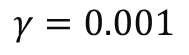 γ = 0.001